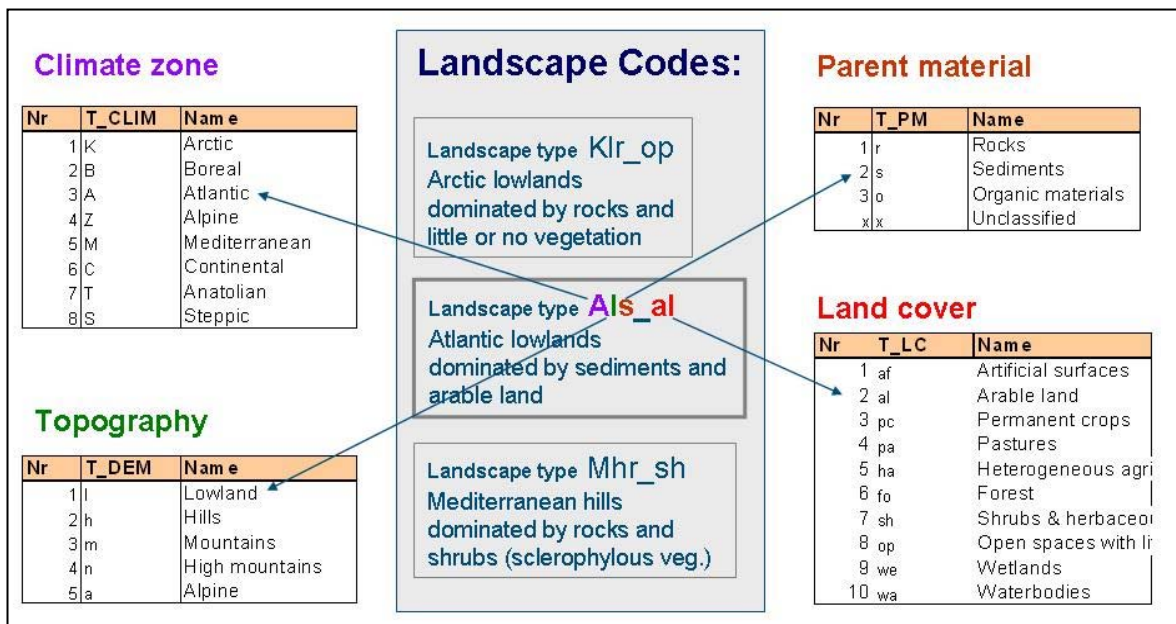 Climate zone
Nr T_CLIM Name
1 K Arctic
2 B Boreal
3 A Atlantic
4 Z Alpine
5 M Mediterranean
6 C Continental
7 T Anatolian
8 S Steppic
Topography
Nr T_DEM Name
1 l Lowland
2 h Hills
3 m Mountains
4 n High mountains
5 a Alpine
Landscape Codes:
Landscape type Klr_op
Arctic lowlands
dominated by rocks and
little or no vegetation
Landscape type Als_al
Atlantic lowlands
dominated by sediments and
arable land
Landscape type Mhr_sh
Mediterranean hills
dominated by rocks and
shrubs (sclerophylous veg.)
Parent material
Nr T_PM Name
1 r Rocks
2 s Sediments
3 o Organic materials
x x Unclassified
Land cover
Nr T_LC Name
1 af Artificial surfaces
2 al Arable land
3 pc Permanent crops
4 pa Pastures
5 ha Heterogeneous agri
6 fo Forest
7 sh Shrubs & herbaceou
8 op Open spaces with li
9 we Wetlands
10 wa Waterbodies